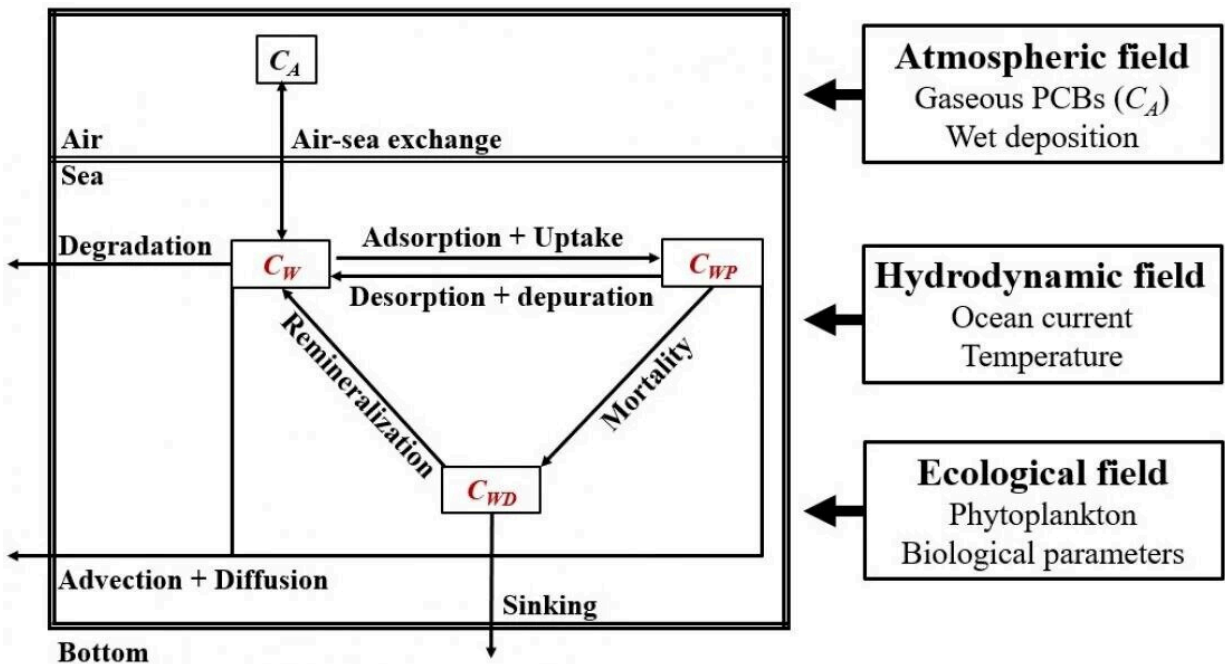 C_A
Air
Air-sea exchange
Sea
Degradation
C_W
Adsorption + Uptake
C_WP
Desorption + depuration
Remineralization
Mortality
C_WD
Advection + Diffusion
Sinking
Bottom
Atmospheric field
Gaseous PCBs (C_A)
Wet deposition
Hydrodynamic field
Ocean current
Temperature
Ecological field
Phytoplankton
Biological parameters